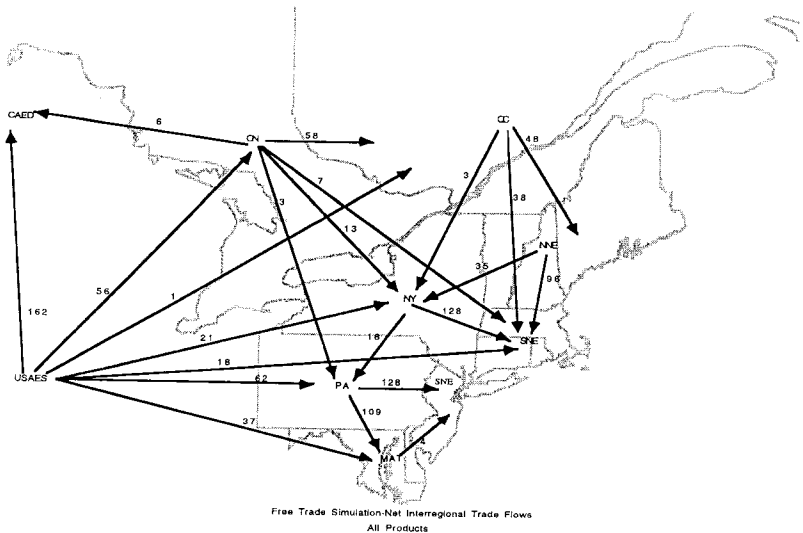 CAED
6
CN
58
CC
48
3
7
3
38
13
NNE
35
96
56
1
NY
128
162
21
18
SNE
18
USAES
62
PA
128
SNE
109
37
4
MAT
Free Trade Simulation-Net Interregional Trade Flows
All Products